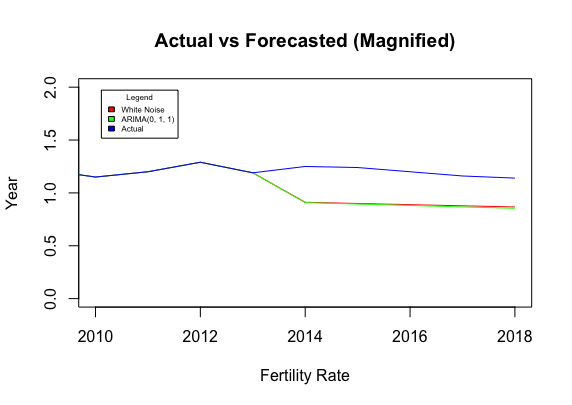 Actual vs Forecasted (Magnified)
Legend
White Noise
ARIMA(0, 1, 1)
Actual
2.0
1.5
1.0
0.5
0.0
Year
2010 2012 2014 2016 2018
Fertility Rate